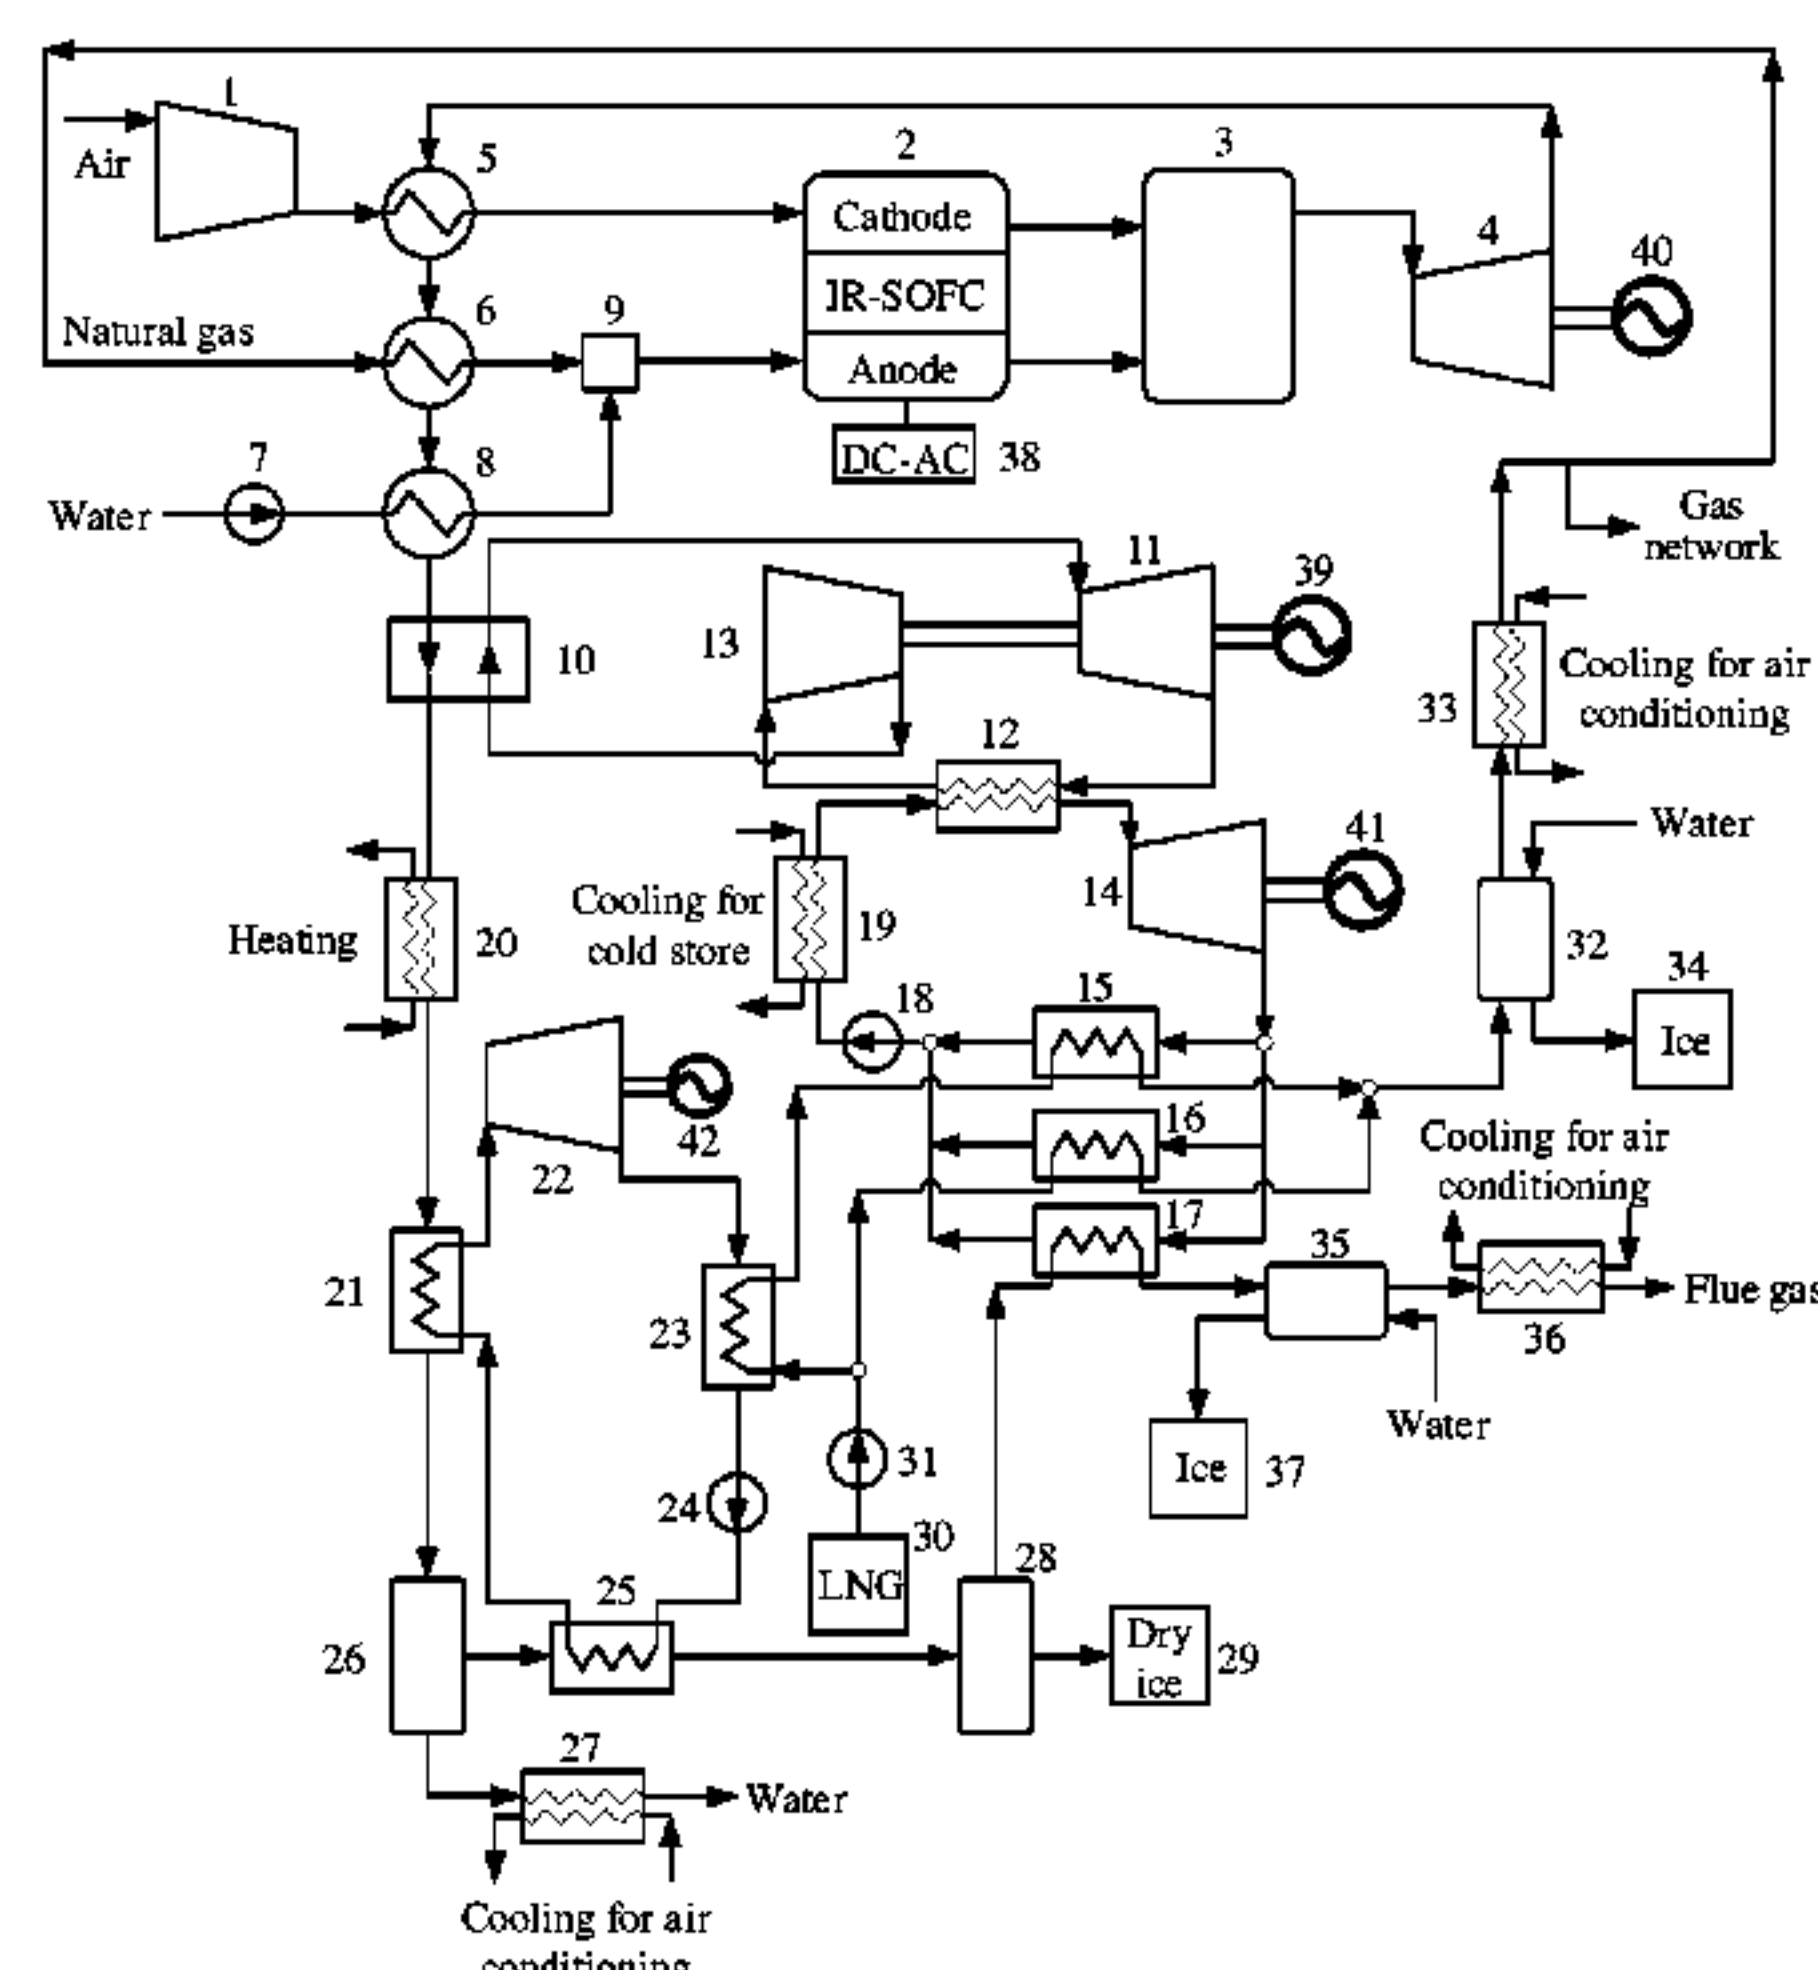 1
Air
5
2
3
4
40
Cathode
IR-SOFC
Anode
Natural gas
6
9
DC-AC
38
7
8
Water
Gas
network
11
39
13
10
12
33
Cooling for air
conditioning
Water
41
14
Cooling for
cold store
19
Heating
20
32
34
Ice
18
15
16
42
22
Cooling for air
conditioning
17
35
21
23
36
Flue gas
Water
Ice
37
24
31
30
LNG
25
28
26
Dry
ice
29
27
Water
Cooling for air
conditioning